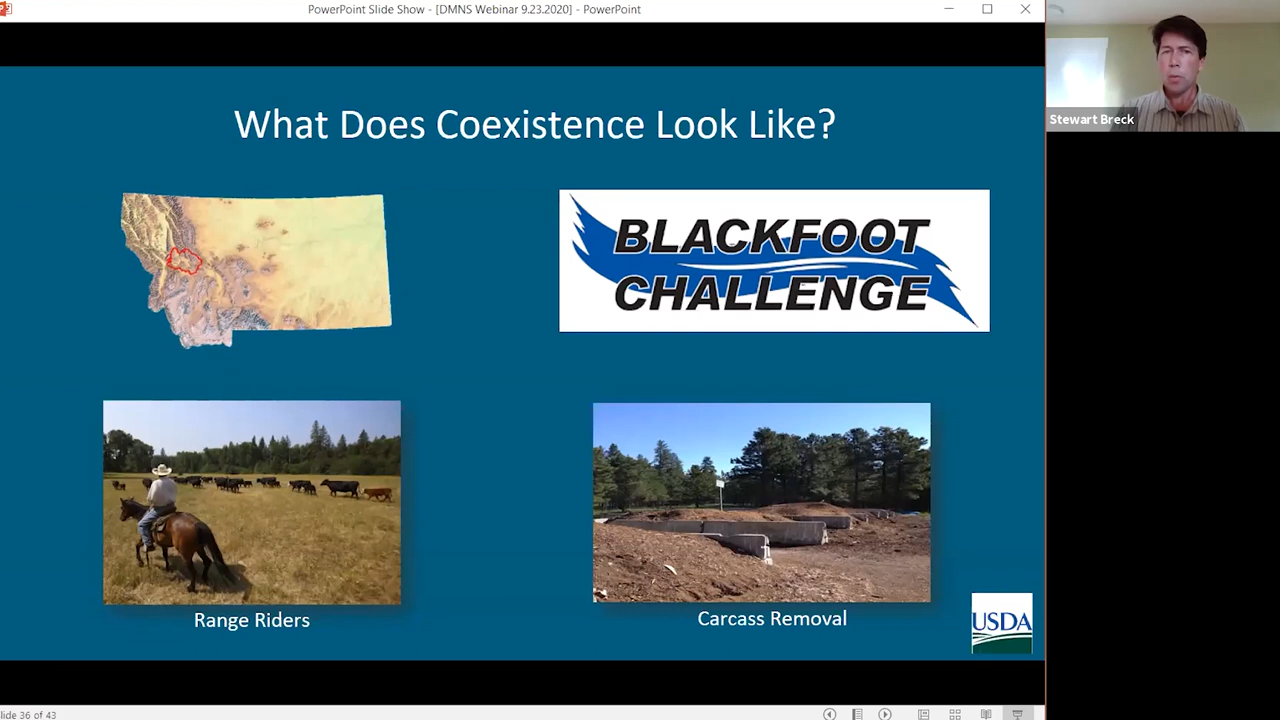 PowerPoint Slide Show - [DMNS Webinar 9.23.2020] - PowerPoint
What Does Coexistence Look Like?
BLACKFOOT
CHALLENGE
Range Riders
Carcass Removal
USDA
Stewart Breck
lide 36 of 43